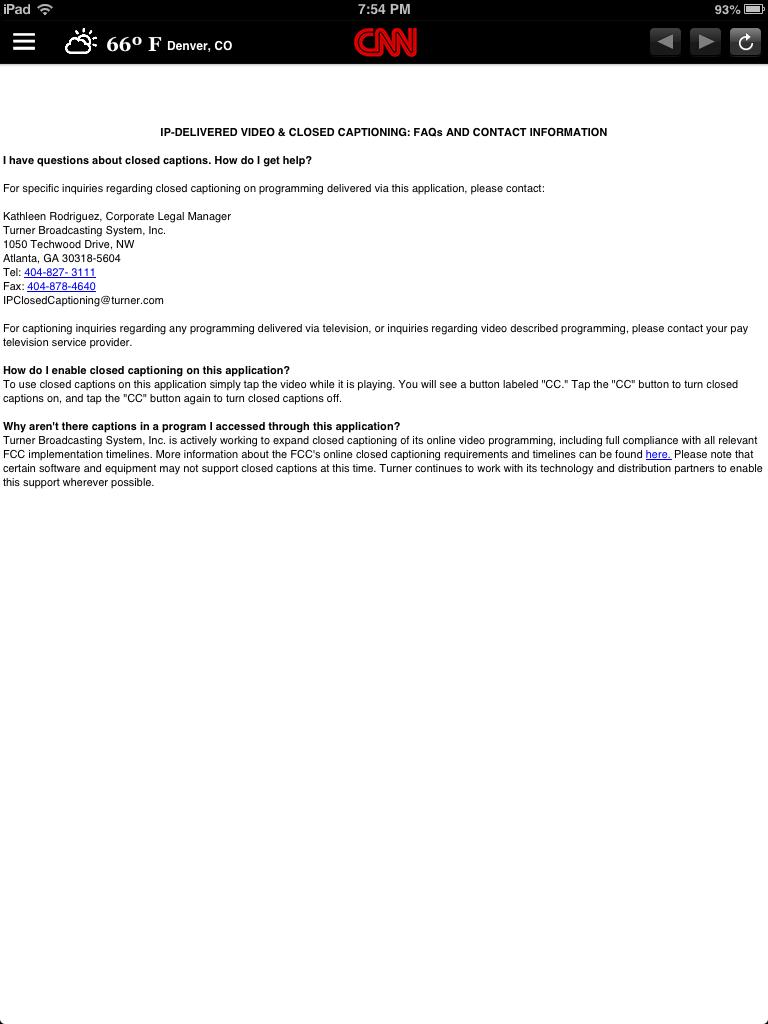 iPad 7:54 PM 93%
66° F Denver, CO CNN
IP-DELIVERED VIDEO & CLOSED CAPTIONING: FAQs AND CONTACT INFORMATION
I have questions about closed captions. How do I get help?
For specific inquiries regarding closed captioning on programming delivered via this application, please contact:
Kathleen Rodriguez, Corporate Legal Manager
Turner Broadcasting System, Inc.
1050 Techwood Drive, NW
Atlanta, GA 30318-5604
Tel: 404-827- 3111
Fax: 404-878-4640
IPClosedCaptioning@turner.com
For captioning inquiries regarding any programming delivered via television, or inquiries regarding video described programming, please contact your pay
television service provider.
How do I enable closed captioning on this application?
To use closed captions on this application simply tap the video while it is playing. You will see a button labeled "CC." Tap the "CC" button to turn closed
captions on, and tap the "CC" button again to turn closed captions off.
Why aren't there captions in a program I accessed through this application?
Turner Broadcasting System, Inc. is actively working to expand closed captioning of its online video programming, including full compliance with all relevant
FCC implementation timelines. More information about the FCC's online closed captioning requirements and timelines can be found here. Please note that
certain software and equipment may not support closed captions at this time. Turner continues to work with its technology and distribution partners to enable
this support wherever possible.